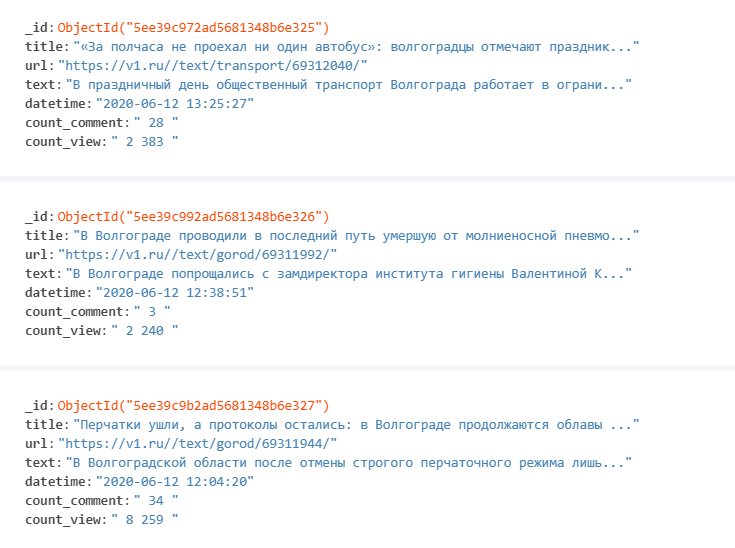 _id: ObjectId("5ee39c972ad5681348b6e325")
title: "«За полчаса не проехал ни один автобус»: волгоградцы отмечают праздник..."
url: "https://v1.ru//text/transport/69312040/"
text: "В праздничный день общественный транспорт Волгограда работает в ограни..."
datetime: "2020-06-12 13:25:27"
count_comment: " 28 "
count_view: " 2 383 "
_id: ObjectId("5ee39c992ad5681348b6e326")
title: "В Волгограде проводили в последний путь умершую от молниеносной пневмо..."
url: "https://v1.ru//text/gorod/69311992/"
text: "В Волгограде попрощались с замдиректора института гигиены Валентиной К..."
datetime: "2020-06-12 12:38:51"
count_comment: " 3 "
count_view: " 2 240 "
_id: ObjectId("5ee39c9b2ad5681348b6e327")
title: "Перчатки ушли, а протоколы остались: в Волгограде продолжаются облавы ..."
url: "https://v1.ru//text/gorod/69311944/"
text: "В Волгоградской области после отмены строгого перчаточного режима лишь..."
datetime: "2020-06-12 12:04:20"
count_comment: " 34 "
count_view: " 8 259 "